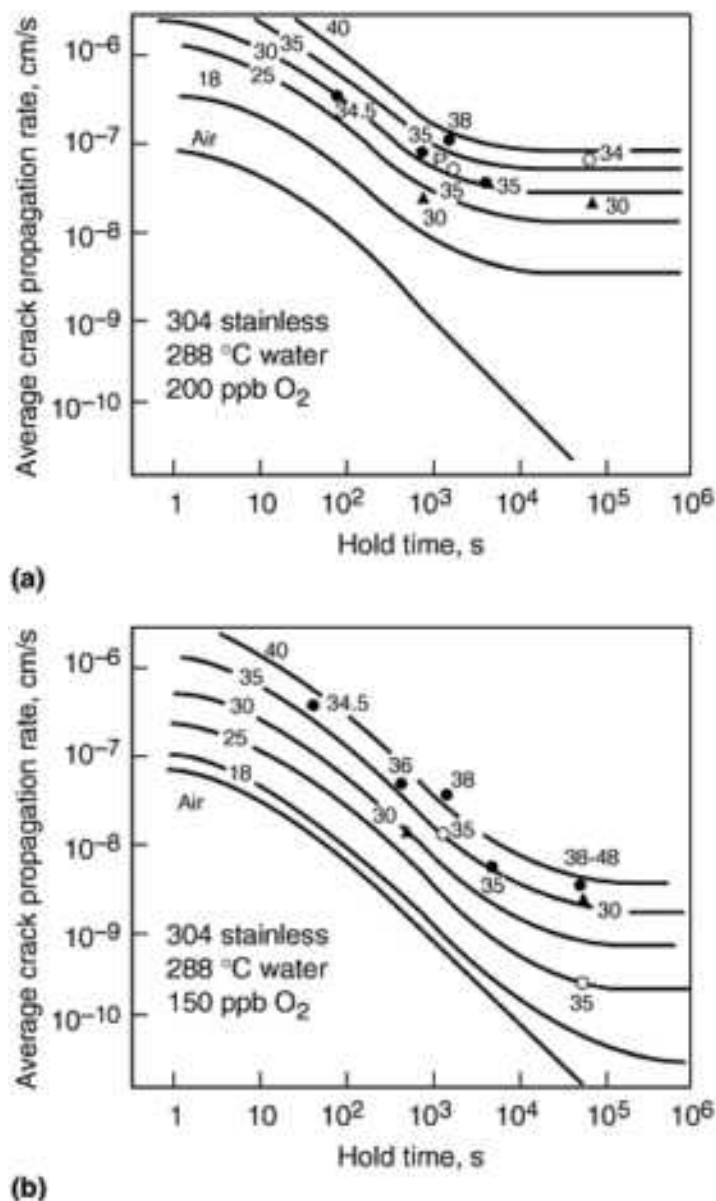 Average crack propagation rate, cm/s
10⁻⁶
10⁻⁷
10⁻⁸
10⁻⁹
10⁻¹⁰
40
35
30
25
18
Air
34.5
38
35
P
34
35
35
30
30
304 stainless
288 °C water
200 ppb O₂
1 10 10² 10³ 10⁴ 10⁵ 10⁶
Hold time, s
(a)
Average crack propagation rate, cm/s
10⁻⁶
10⁻⁷
10⁻⁸
10⁻⁹
10⁻¹⁰
40
35
30
25
18
Air
34.5
36
38
30
35
38-48
35
30
35
304 stainless
288 °C water
150 ppb O₂
1 10 10² 10³ 10⁴ 10⁵ 10⁶
Hold time, s
(b)